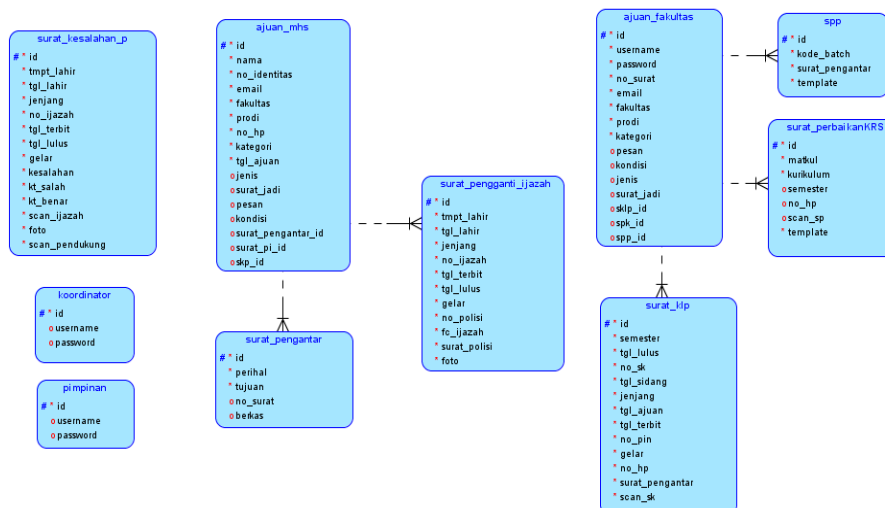 surat_kesalahan_p
# * id
* tmpt_lahir
* tgl_lahir
* jenjang
* no_ijazah
* tgl_terbit
* tgl_lulus
* gelar
* kesalahan
* kt_salah
* kt_benar
* scan_ijazah
* foto
* scan_pendukung
koordinator
# * id
o username
o password
pimpinan
# * id
o username
o password
ajuan_mhs
# * id
* nama
* no_identitas
* email
* fakultas
* prodi
* no_hp
* kategori
* tgl_ajuan
o jenis
o surat_jadi
o pesan
o kondisi
o surat_pengantar_id
o surat_pi_id
o skp_id
surat_pengantar
# * id
* perihal
* tujuan
o no_surat
o berkas
surat_pengganti_ijazah
# * id
* tmpt_lahir
* tgl_lahir
* jenjang
* no_ijazah
* tgl_terbit
* tgl_lulus
* gelar
* no_polisi
* fc_ijazah
* surat_polisi
* foto
ajuan_fakultas
# * id
* username
* password
* no_surat
* email
* fakultas
* prodi
* kategori
o pesan
o kondisi
o jenis
o surat_jadi
o sklp_id
o spk_id
o spp_id
surat_klp
# * id
* semester
* tgl_lulus
* no_sk
* tgl_sidang
* jenjang
* tgl_ajuan
* tgl_terbit
* no_pin
* gelar
* no_hp
* surat_pengantar
* scan_sk
spp
# * id
* kode_batch
* surat_pengantar
* template
surat_perbaikanKRS
# * id
* matkul
* kurikulum
o semester
o no_hp
o scan_sp
* template